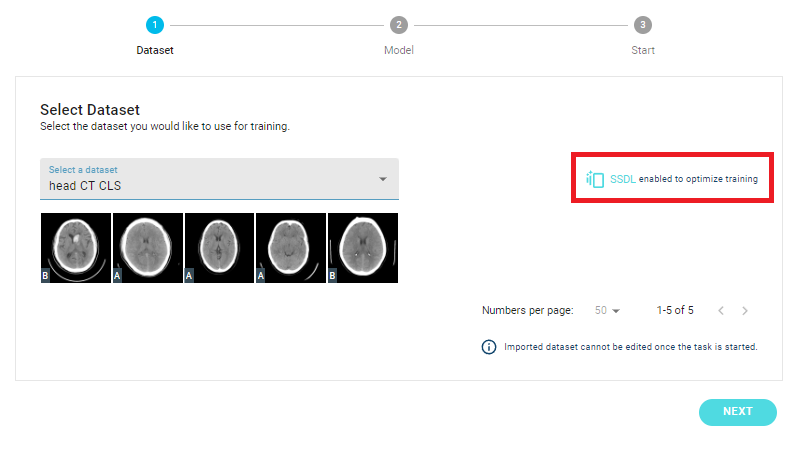 1
2
3
Dataset
Model
Start
Select Dataset
Select the dataset you would like to use for training.
Select a dataset
head CT CLS
SSDL enabled to optimize training
B
A
A
A
B
Numbers per page: 50 1-5 of 5
Imported dataset cannot be edited once the task is started.
NEXT